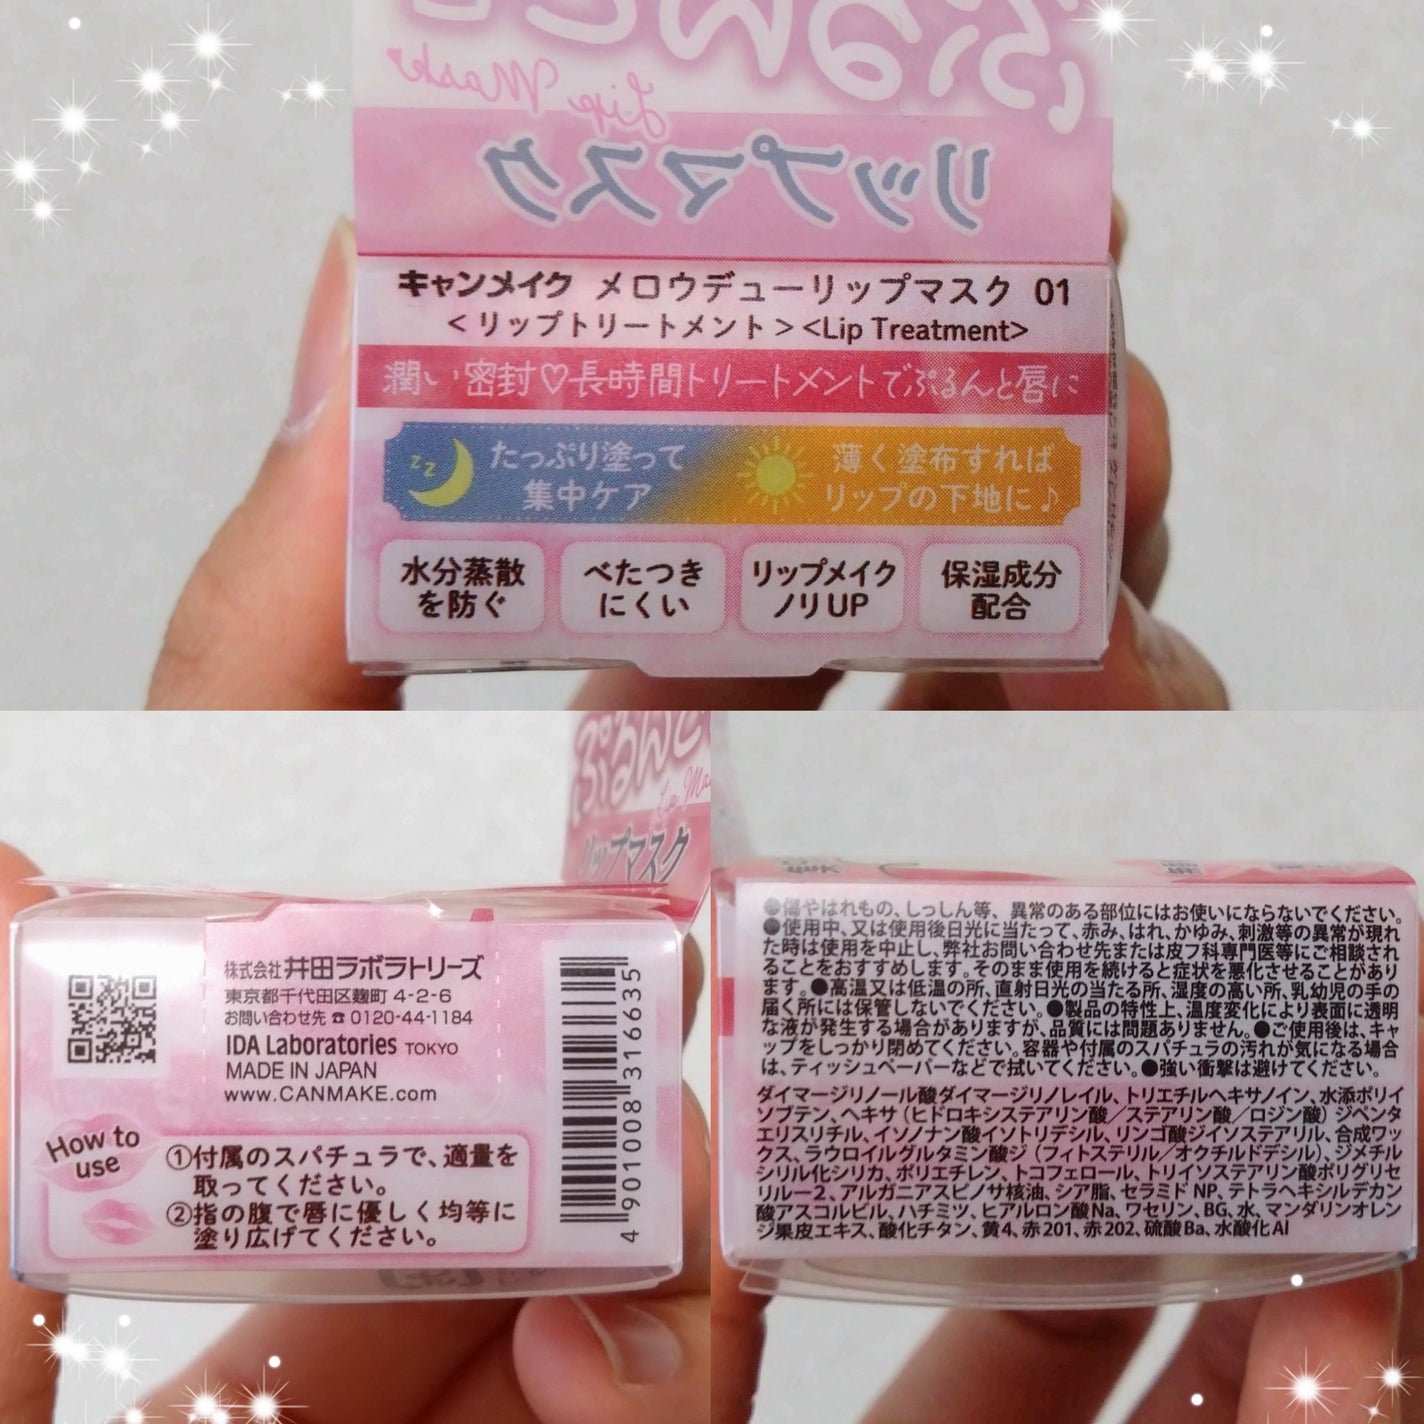 ぷるんと
Lip Mask
リップマスク
キャンメイク メロウデューリップマスク 01
<リップトリートメント><Lip Treatment>
潤い密封♡長時間トリートメントでぷるんと唇に
zz たっぷり塗って
集中ケア
薄く塗布すれば
リップの下地に♪
水分蒸散
を防ぐ
べたつき
にくい
リップメイク
ノリUP
保湿成分
配合
ぷるんと
Lip Ma
リップマスク
株式会社井田ラボラトリーズ
東京都千代田区麹町 4-2-6
お問い合わせ先☎0120-44-1184
IDA Laboratories TOKYO
MADE IN JAPAN
www.CANMAKE.com
How to
use
①付属のスパチュラで、適量を
取ってください。
②指の腹で唇に優しく均等に
塗り広げてください。
4 901008 316635
●傷やはれもの、しっしん等、異常のある部位にはお使いにならないでください。
●使用中、又は使用後日光に当たって、赤み、はれ、かゆみ、刺激等の異常が現れ
た時は使用を中止し、弊社お問い合わせ先または皮フ科専門医等にご相談され
ることをおすすめします。そのまま使用を続けると症状を悪化させることがあり
ます。●高温又は低温の所、直射日光の当たる所、湿度の高い所、乳幼児の手の
届く所には保管しないでください。●製品の特性上、温度変化により表面に透明
な液が発生する場合がありますが、品質には問題ありません。●ご使用後は、キャ
ップをしっかり閉めてください。容器や付属のスパチュラの汚れが気になる場合
は、ティッシュペーパーなどで拭いてください。●強い衝撃は避けてください。
ダイマージリノール酸ダイマージリノレイル、トリエチルヘキサノイン、水添ポリイ
ソブテン、ヘキサ(ヒドロキシステアリン酸/ステアリン酸/ロジン酸)ジペンタ
エリスリチル、イソノナン酸イソトリデシル、リンゴ酸ジイソステアリル、合成ワッ
クス、ラウロイルグルタミン酸ジ(フィトステリル/オクチルドデシル)、ジメチル
シリル化シリカ、ポリエチレン、トコフェロール、トリイソステアリン酸ポリグリセ
リル-2、アルガニアスピノサ核油、シア脂、セラミドNP、テトラヘキシルデカン
酸アスコルビル、ハチミツ、ヒアルロン酸Na、ワセリン、BG、水、マンダリンオレン
ジ果皮エキス、酸化チタン、黄4、赤201、赤202、硫酸Ba、水酸化Al